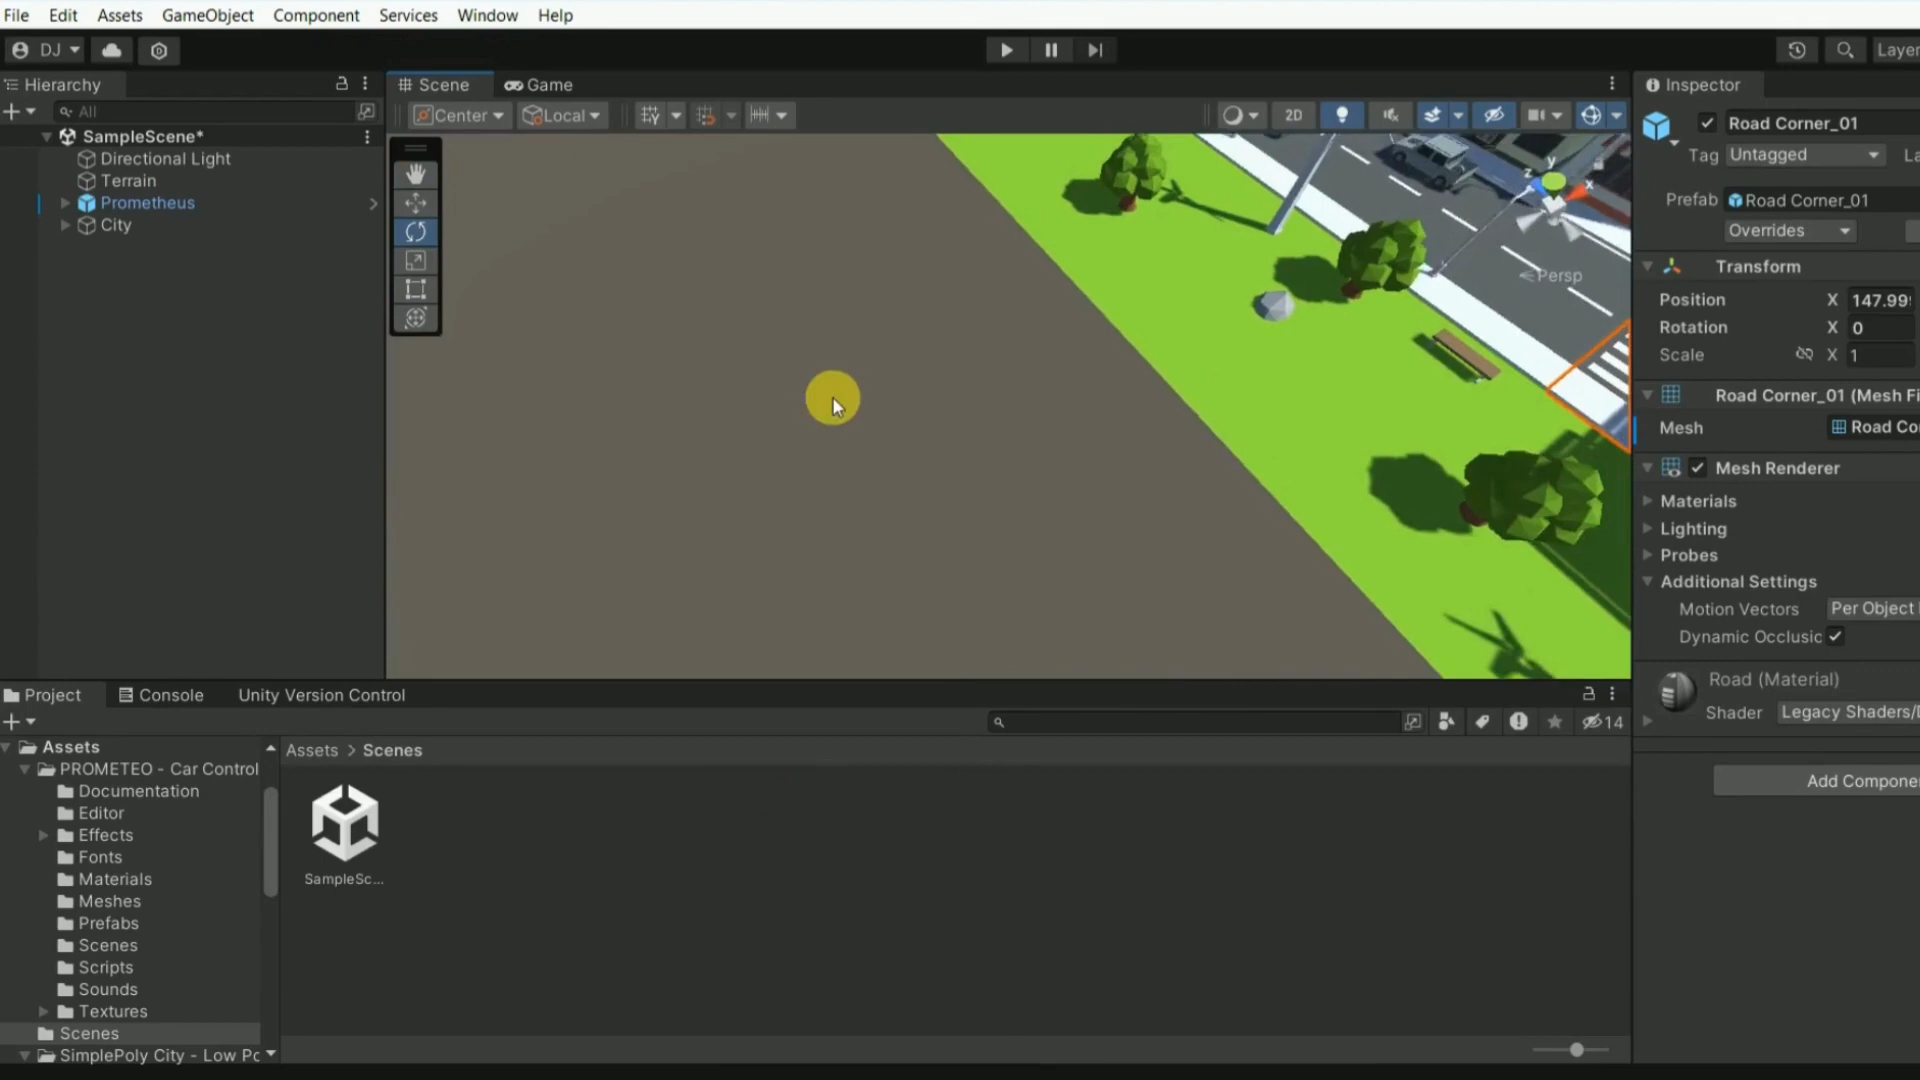 File Edit Assets GameObject Component Services Window Help
DJ
Layer
Hierarchy
All
SampleScene*
Directional Light
Terrain
Prometheus
City
Scene Game
Center Local 2D
y
z
x
Persp
Inspector
Road Corner_01
Tag Untagged La
Prefab Road Corner_01
Overrides
Transform
Position X 147.99
Rotation X 0
Scale X 1
Road Corner_01 (Mesh Fi
Mesh Road Co
Mesh Renderer
Materials
Lighting
Probes
Additional Settings
Motion Vectors Per Object
Dynamic Occlusic
Road (Material)
Shader Legacy Shaders/D
Add Compone
Project Console Unity Version Control
14
Assets
PROMETEO - Car Control
Documentation
Editor
Effects
Fonts
Materials
Meshes
Prefabs
Scenes
Scripts
Sounds
Textures
Scenes
SimplePoly City - Low Po
Assets > Scenes
SampleSc...